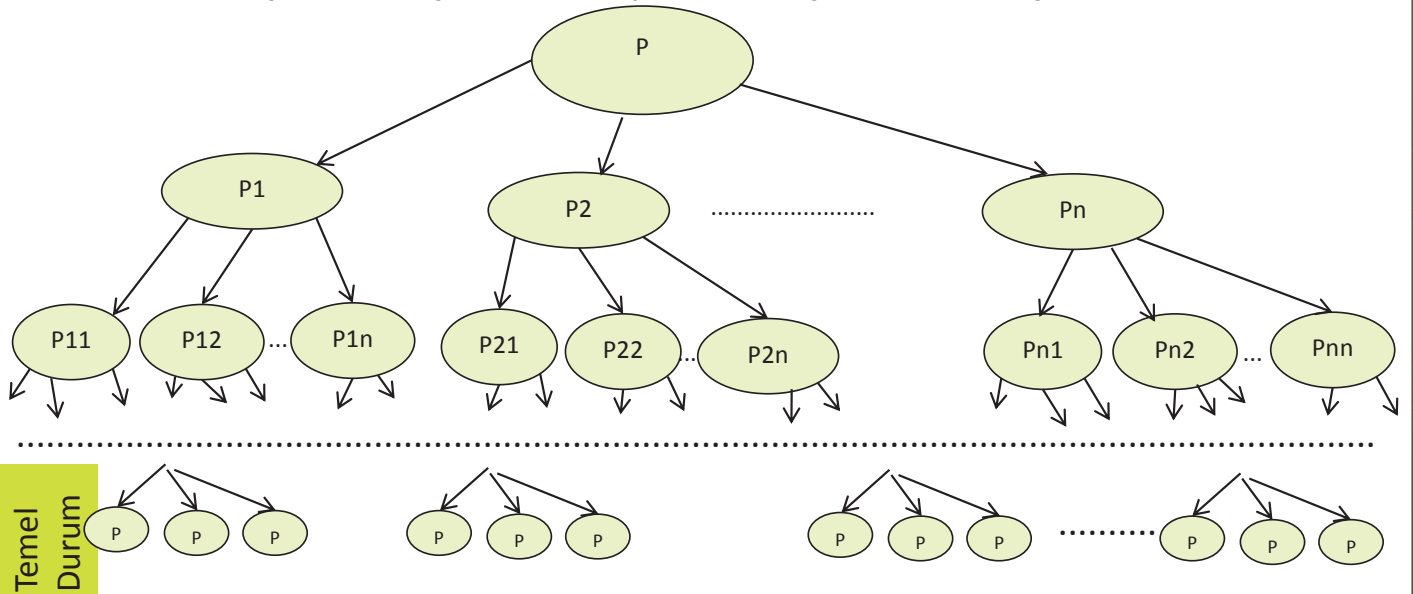 P
P1
P2
........................
Pn
P11
P12
...
P1n
P21
P22
...
P2n
Pn1
Pn2
...
Pnn
Temel
Durum
P
P
P
P
P
P
P
P
P
..........
P
P
P